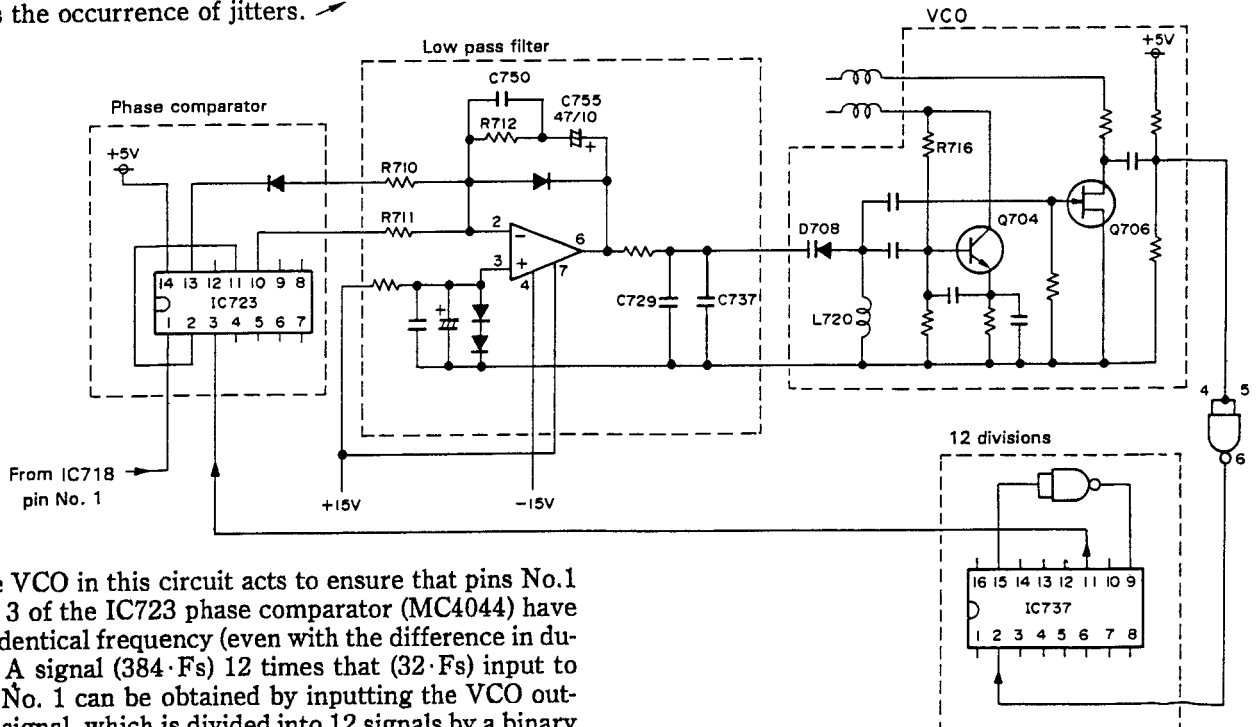 s the occurrence of jitters.
VCO
+5V
Low pass filter
C750
C755
47/10
R712
+
Phase comparator
+5V
R710
R716
R711
2
6
7
3
4
D708
Q704
Q706
14 13 12 11 10 9 8
IC723
1 2 3 4 5 6 7
+
C729
C737
L720
4 5
6
12 divisions
From IC718
pin No. 1
+15V
-15V
16 15 14 13 12 11 10 9
IC737
1 2 3 4 5 6 7 8
e VCO in this circuit acts to ensure that pins No.1
3 of the IC723 phase comparator (MC4044) have
dentical frequency (even with the difference in du-
A signal (384·Fs) 12 times that (32·Fs) input to
No. 1 can be obtained by inputting the VCO out-
signal, which is divided into 12 signals by a binary